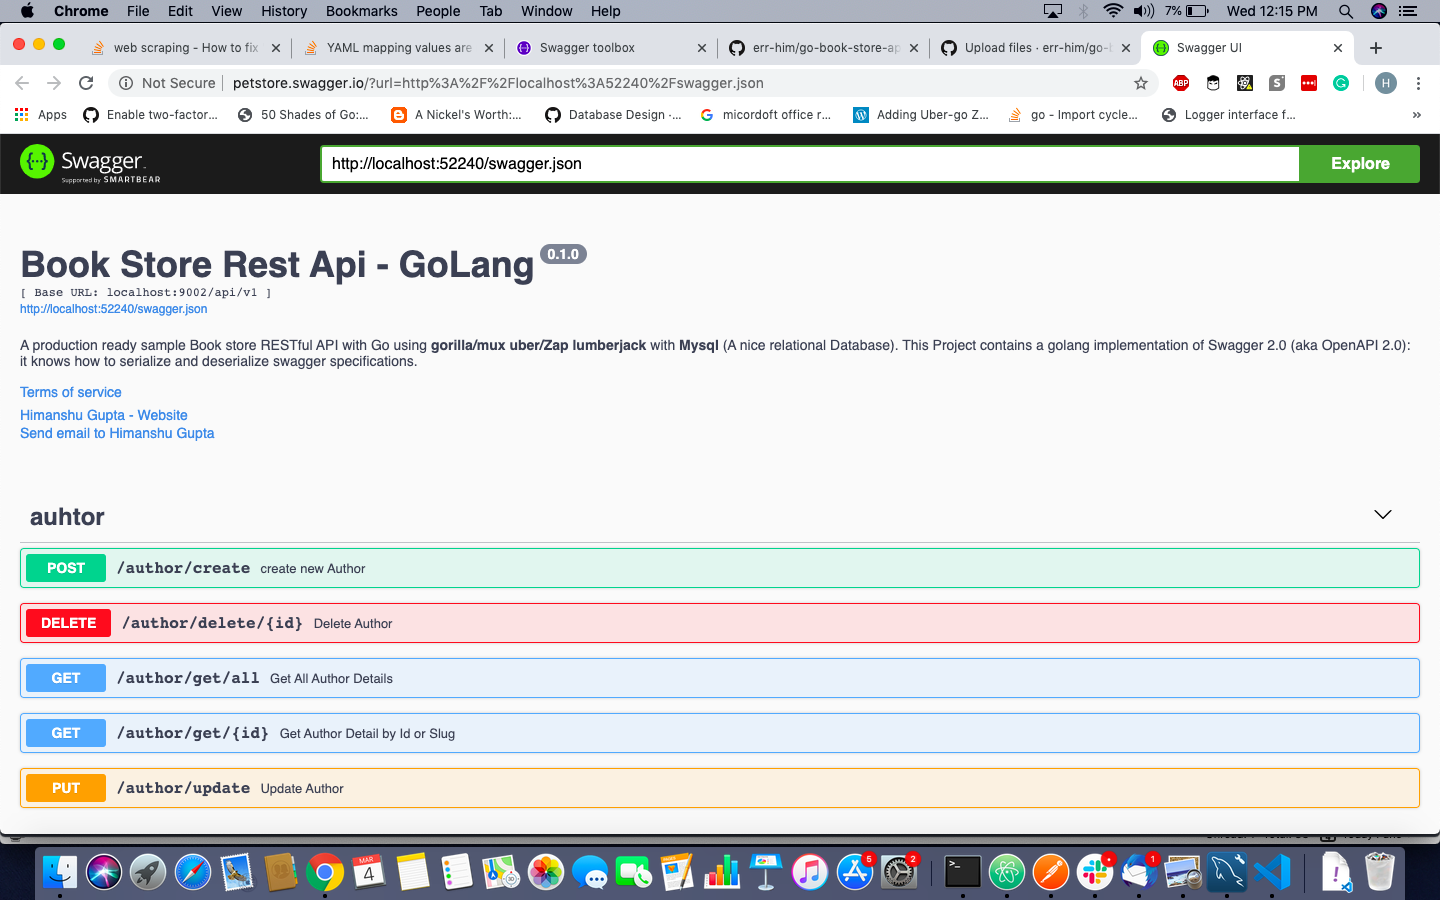 Chrome File Edit View History Bookmarks People Tab Window Help 7% Wed 12:15 PM
web scraping - How to fix YAML mapping values are Swagger toolbox err-him/go-book-store-ap Upload files · err-him/go-b Swagger UI
Not Secure petstore.swagger.io/?url=http%3A%2F%2Flocalhost%3A52240%2Fswagger.json ABP S H
Apps Enable two-factor... 50 Shades of Go:... A Nickel's Worth:... Database Design -... micordoft office r... Adding Uber-go Z... go - Import cycle... Logger interface f... »
Swagger
Supported by SMARTBEAR
http://localhost:52240/swagger.json Explore
Book Store Rest Api - GoLang 0.1.0
[ Base URL: localhost:9002/api/v1 ]
http://localhost:52240/swagger.json
A production ready sample Book store RESTful API with Go using gorilla/mux uber/Zap lumberjack with Mysql (A nice relational Database). This Project contains a golang implementation of Swagger 2.0 (aka OpenAPI 2.0):
it knows how to serialize and deserialize swagger specifications.
Terms of service
Himanshu Gupta - Website
Send email to Himanshu Gupta
auhtor
POST /author/create create new Author
DELETE /author/delete/{id} Delete Author
GET /author/get/all Get All Author Details
GET /author/get/{id} Get Author Detail by Id or Slug
PUT /author/update Update Author
MAR
4 5 2 1